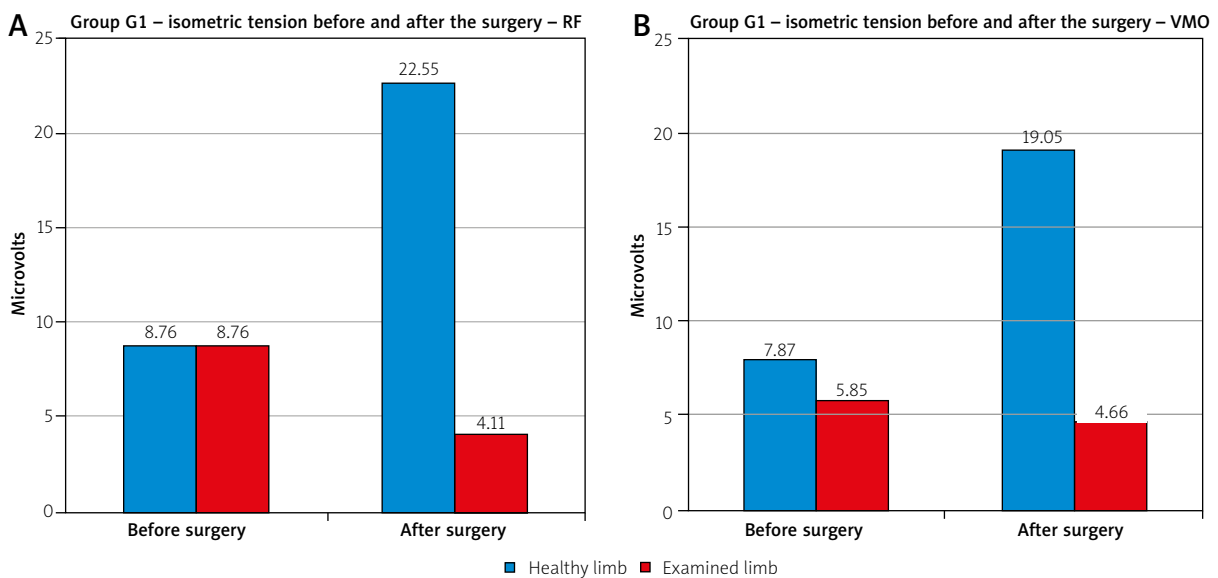 A
Group G1 – isometric tension before and after the surgery – RF
Microvolts
25
20
15
10
5
0
8.76
8.76
22.55
4.11
Before surgery
After surgery
B
Group G1 – isometric tension before and after the surgery – VMO
Microvolts
25
20
15
10
5
0
7.87
5.85
19.05
4.66
Before surgery
After surgery
Healthy limb
Examined limb